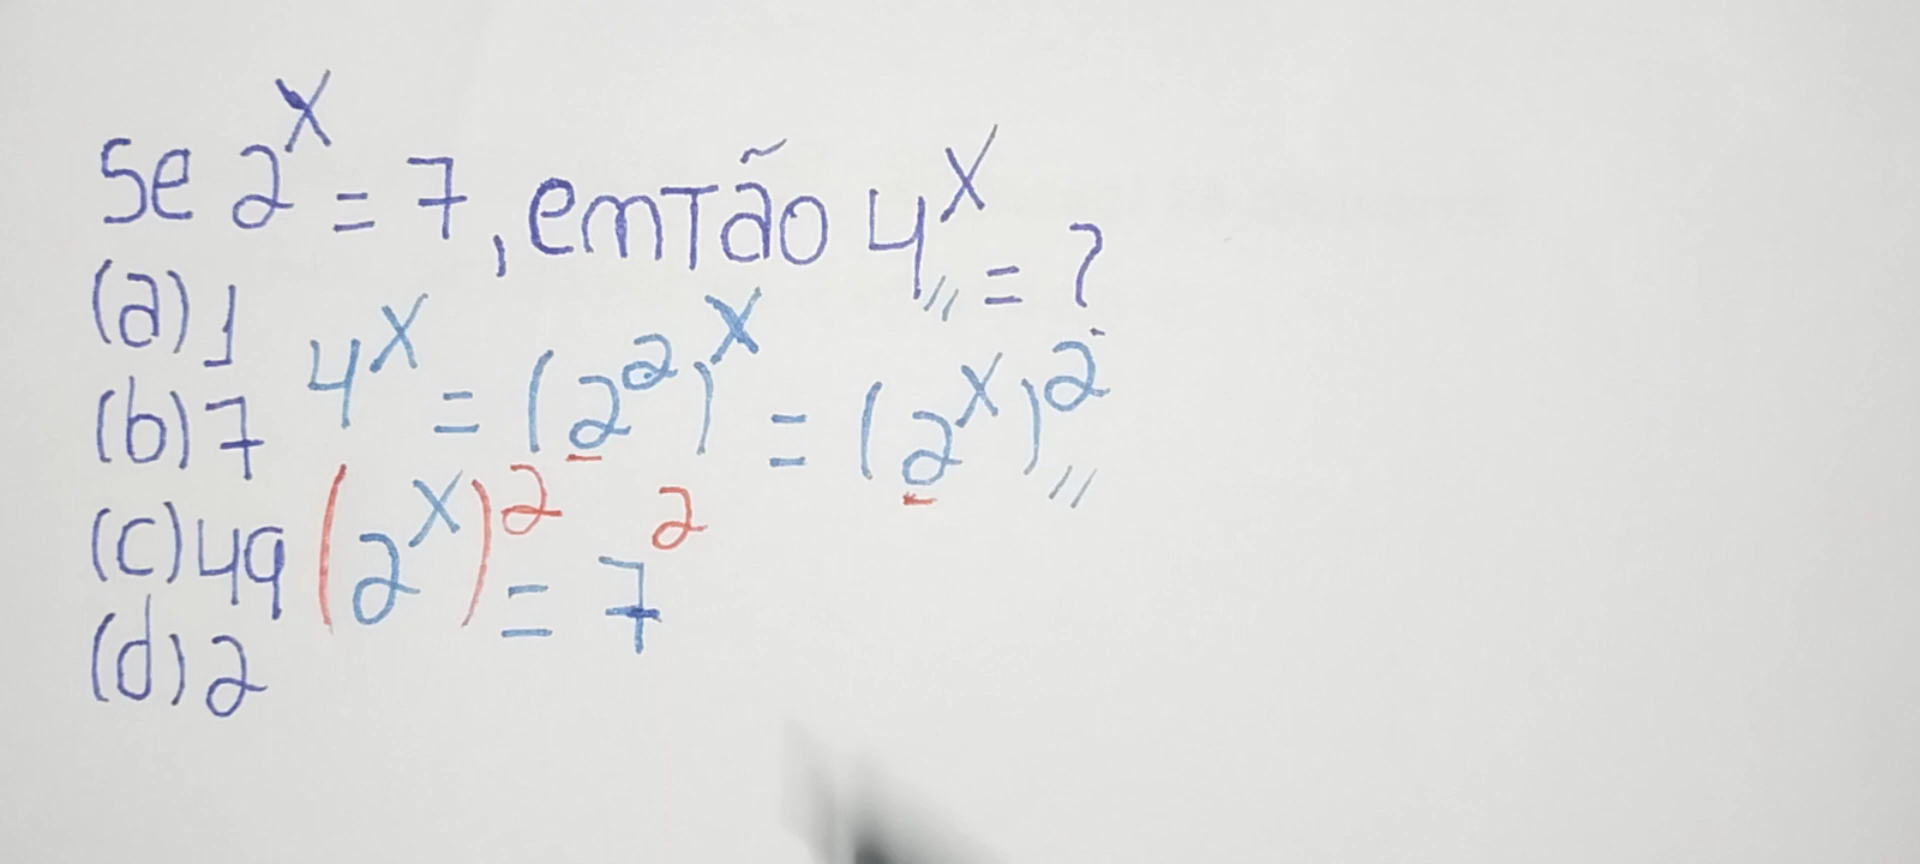 Se 2^x = 7, emTão 4^x = ?
(a) 1
4^x = (2^2)^x = (2^x)^2
(b) 7
(c) 49
(2^x)^2 = 7^2
(d) 2